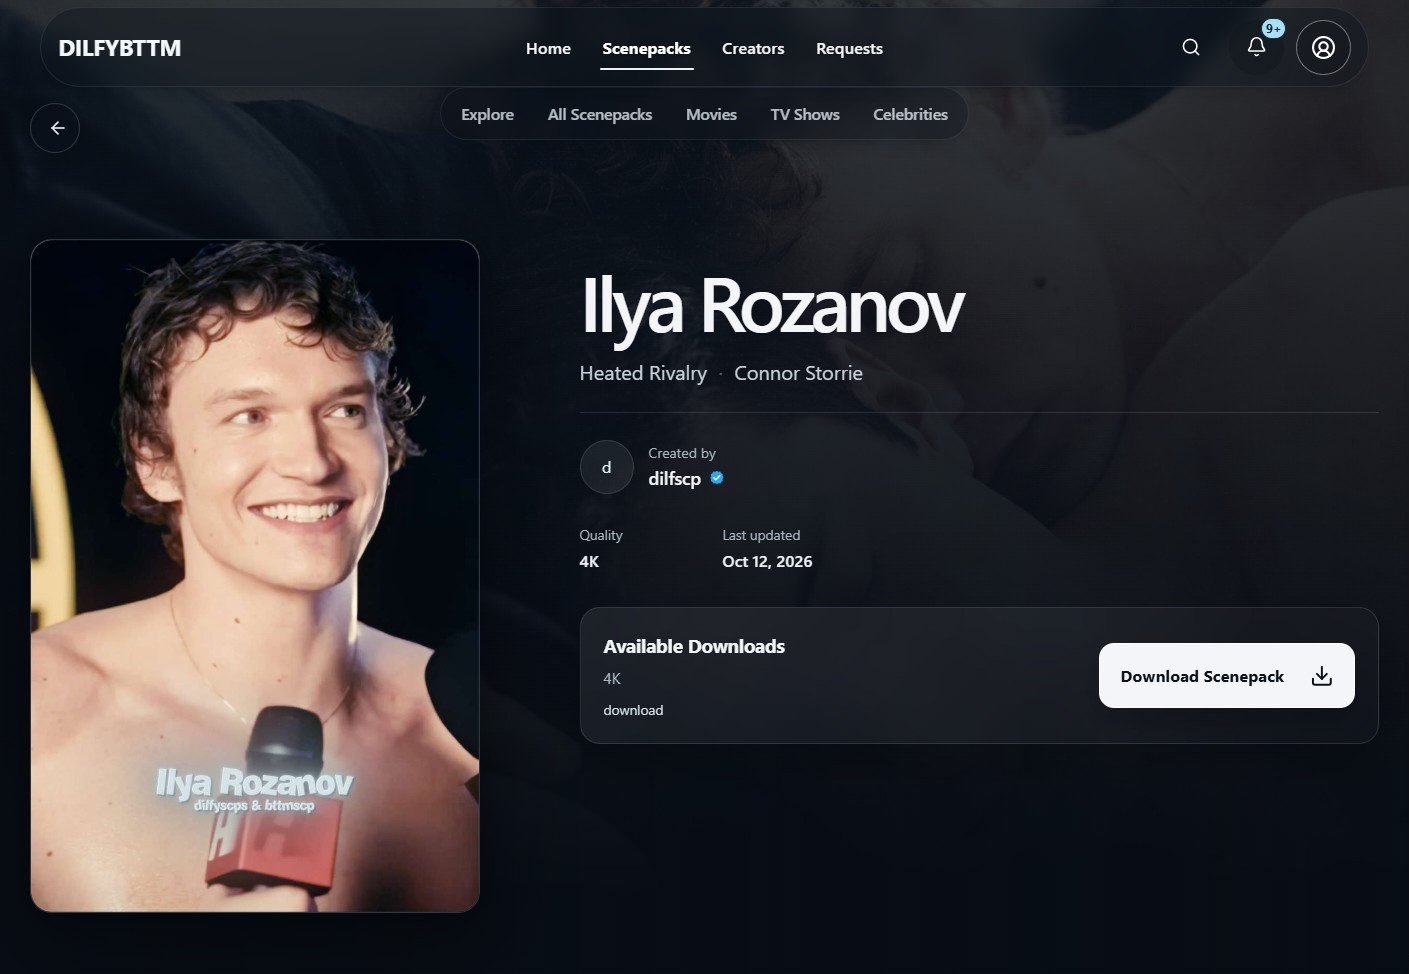 DILFYBTTM
Home Scenepacks Creators Requests
9+
Explore All Scenepacks Movies TV Shows Celebrities
Ilya Rozanov
Heated Rivalry · Connor Storrie
d
Created by
dilfscp
Quality
4K
Last updated
Oct 12, 2026
Available Downloads
4K
download
Download Scenepack
Ilya Rozanov
diffyscps & bttmscp
H